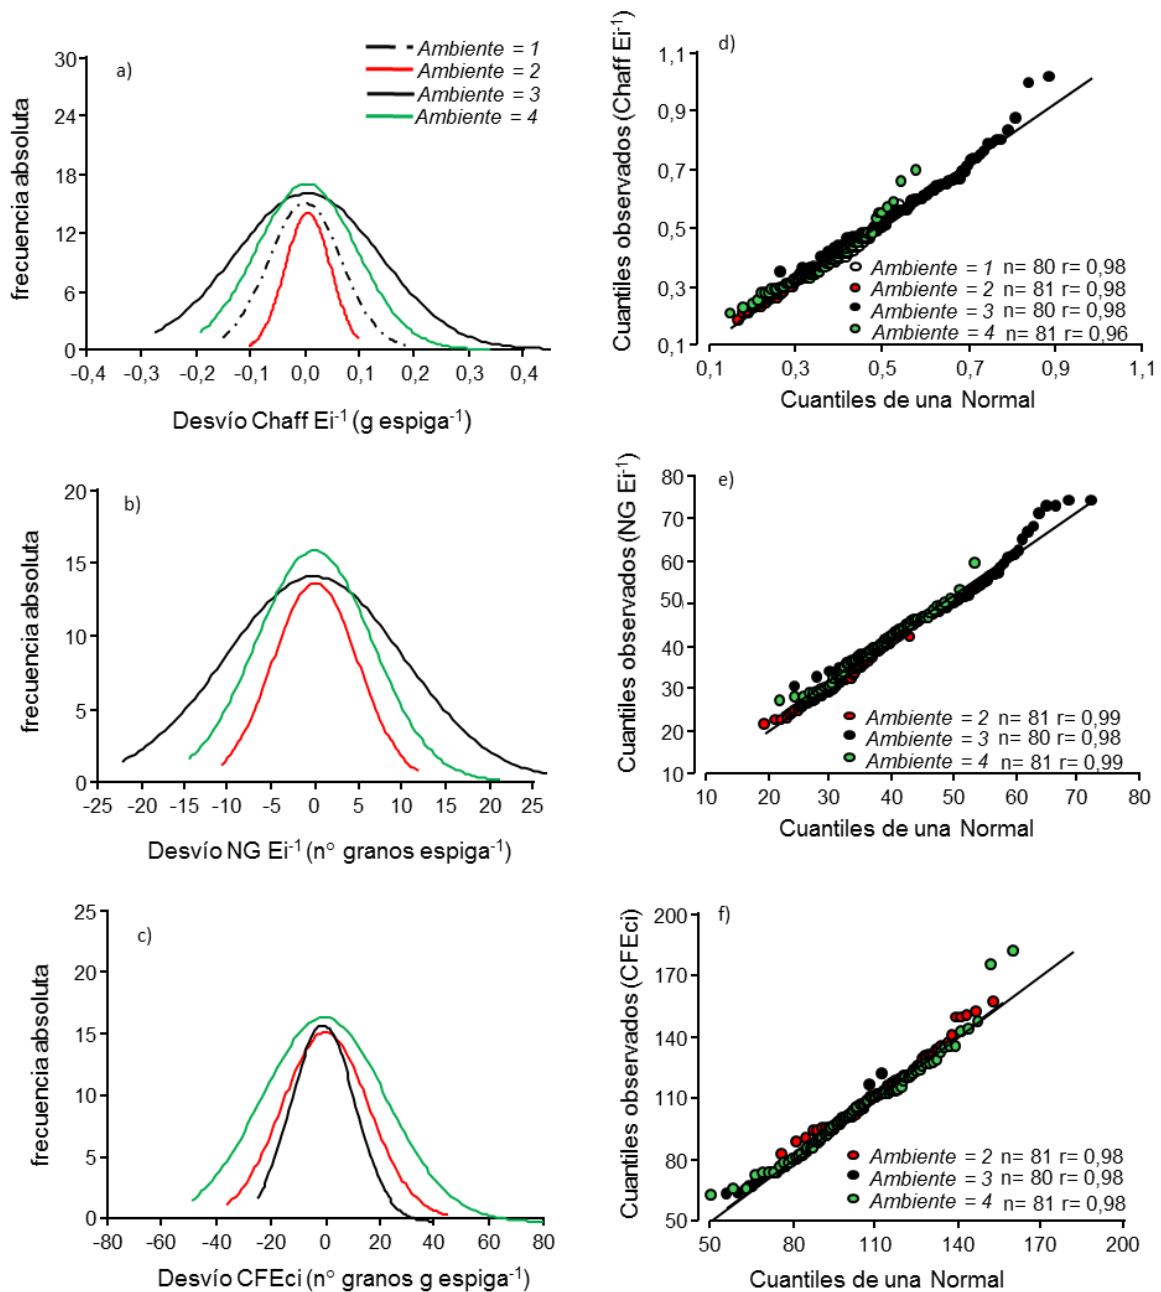 a)
Ambiente = 1
Ambiente = 2
Ambiente = 3
Ambiente = 4
frecuencia absoluta
30
24
18
12
6
0
-0,4 -0,3 -0,2 -0,1 0,0 0,1 0,2 0,3 0,4
Desvío Chaff Ei-1 (g espiga-1)
d)
Cuantiles observados (Chaff Ei-1)
1,1
0,9
0,7
0,5
0,3
0,1
Ambiente = 1 n= 80 r= 0,98
Ambiente = 2 n= 81 r= 0,98
Ambiente = 3 n= 80 r= 0,98
Ambiente = 4 n= 81 r= 0,96
0,1 0,3 0,5 0,7 0,9 1,1
Cuantiles de una Normal
b)
frecuencia absoluta
20
15
10
5
0
-25 -20 -15 -10 -5 0 5 10 15 20 25
Desvío NG Ei-1 (n° granos espiga-1)
e)
Cuantiles observados (NG Ei-1)
80
70
60
50
40
30
20
10
Ambiente = 2 n= 81 r= 0,99
Ambiente = 3 n= 80 r= 0,98
Ambiente = 4 n= 81 r= 0,99
10 20 30 40 50 60 70 80
Cuantiles de una Normal
c)
frecuencia absoluta
25
20
15
10
5
0
-80 -60 -40 -20 0 20 40 60 80
Desvío CFEci (n° granos g espiga-1)
f)
Cuantiles observados (CFEci)
200
170
140
110
80
50
Ambiente = 2 n= 81 r= 0,98
Ambiente = 3 n= 80 r= 0,98
Ambiente = 4 n= 81 r= 0,98
50 80 110 140 170 200
Cuantiles de una Normal